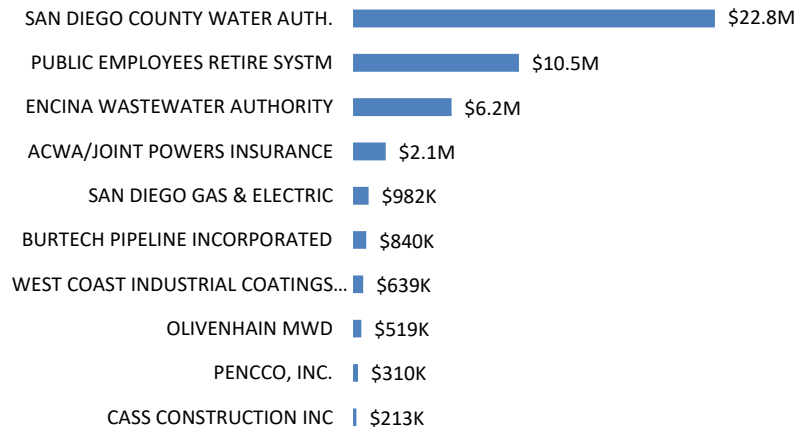 SAN DIEGO COUNTY WATER AUTH. $22.8M
PUBLIC EMPLOYEES RETIRE SYSTM $10.5M
ENCINA WASTEWATER AUTHORITY $6.2M
ACWA/JOINT POWERS INSURANCE $2.1M
SAN DIEGO GAS & ELECTRIC $982K
BURTECH PIPELINE INCORPORATED $840K
WEST COAST INDUSTRIAL COATINGS… $639K
OLIVENHAIN MWD $519K
PENCCO, INC. $310K
CASS CONSTRUCTION INC $213K